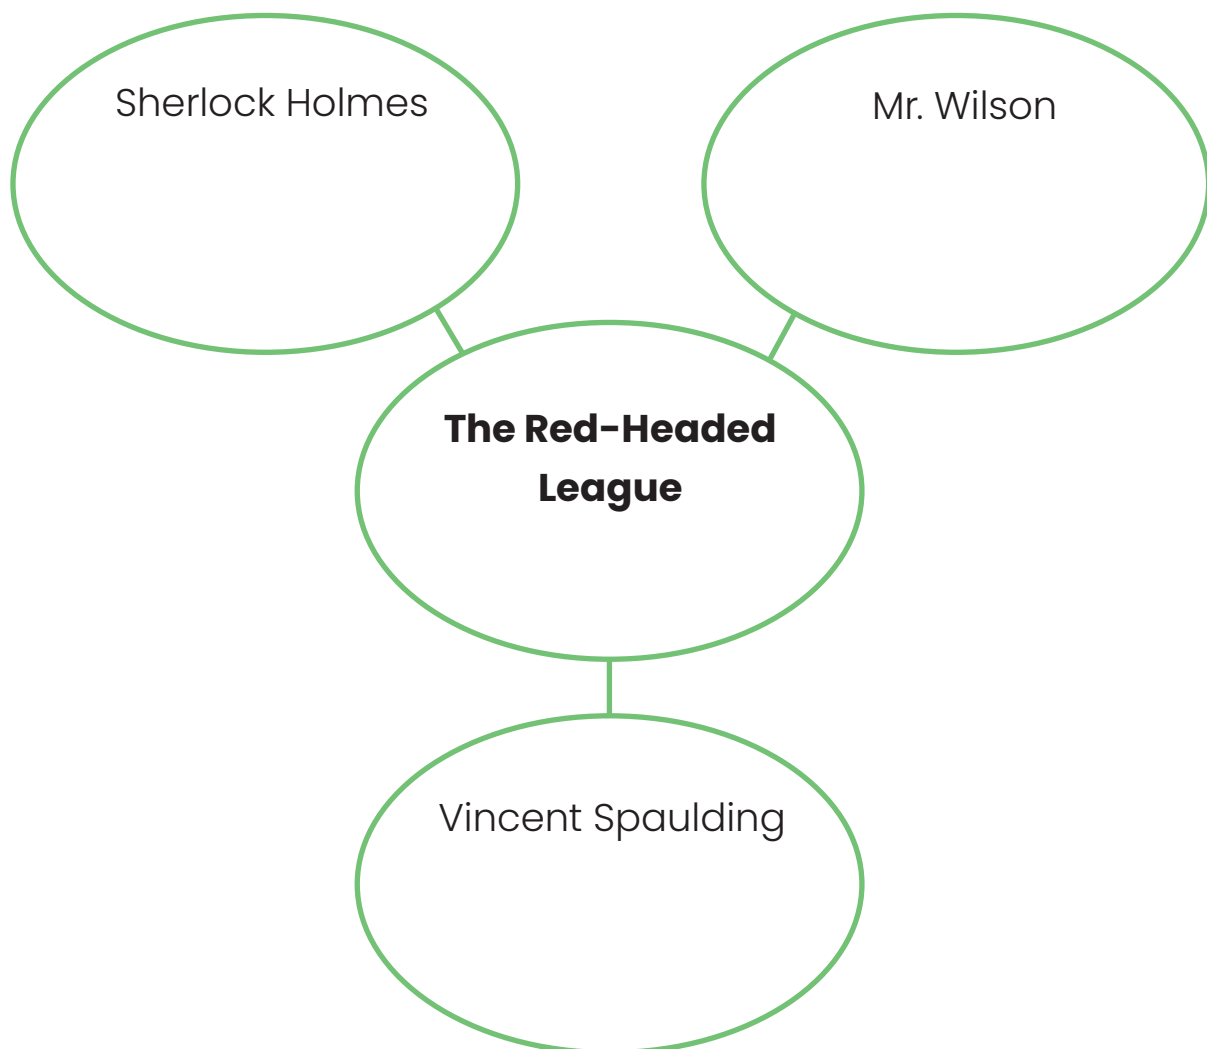 Sherlock Holmes
Mr. Wilson
The Red-Headed
League
Vincent Spaulding